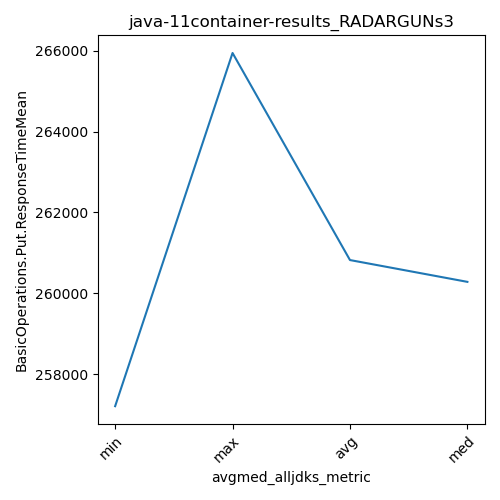 java-11container-results_RADARGUNs3
BasicOperations.Put.ResponseTimeMean
266000
264000
262000
260000
258000
min
max
avg
med
avgmed_alljdks_metric